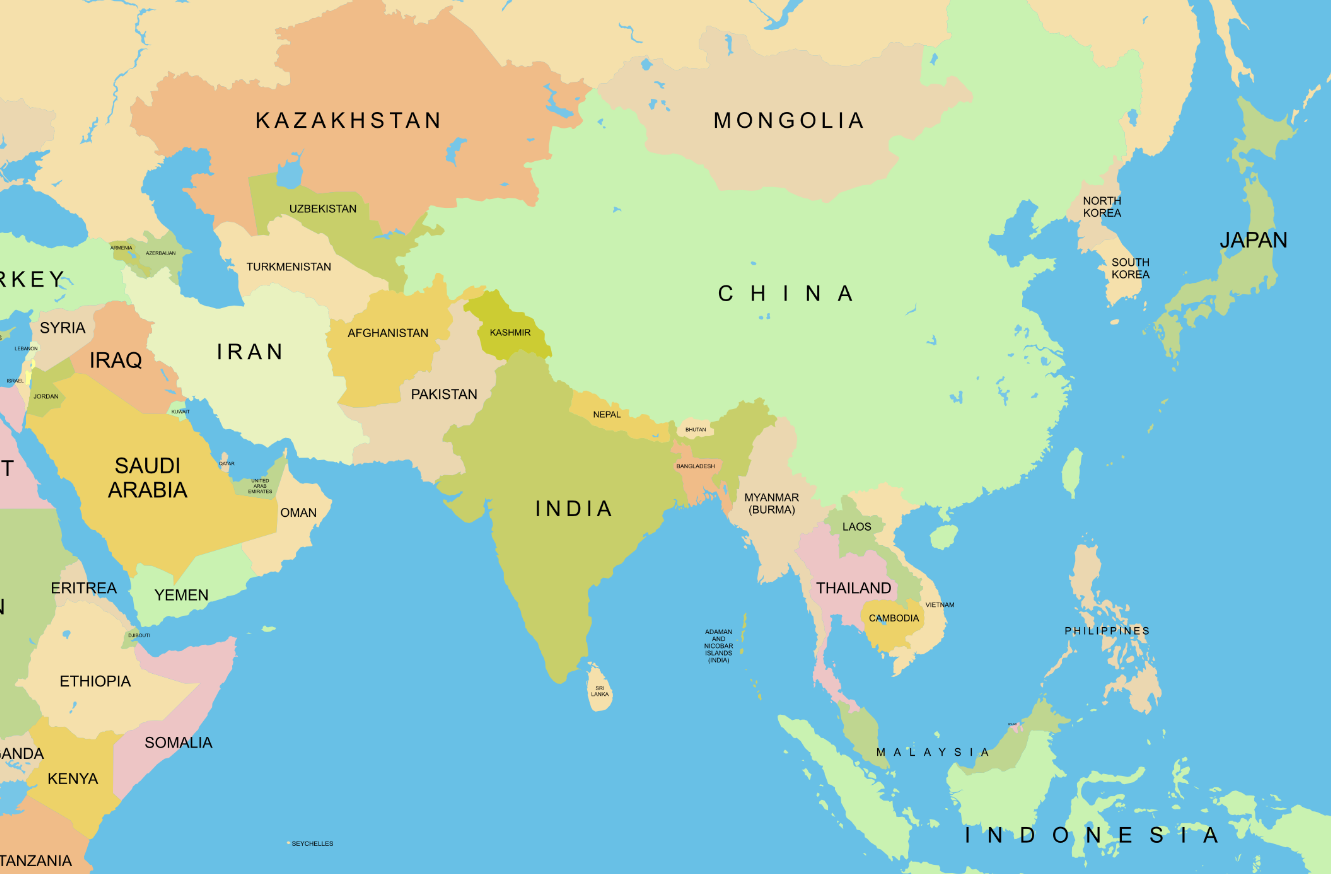 KAZAKHSTAN
MONGOLIA
UZBEKISTAN
NORTH
KOREA
JAPAN
ARMENIA
AZERBAIJAN
TURKMENISTAN
SOUTH
KOREA
RKEY
CHINA
SYRIA
AFGHANISTAN
KASHMIR
LEBANON
IRAQ
IRAN
ISRAEL
JORDAN
PAKISTAN
KUWAIT
NEPAL
BHUTAN
T
SAUDI
ARABIA
QATAR
BANGLADESH
UNITED
ARAB
EMIRATES
OMAN
INDIA
MYANMAR
(BURMA)
LAOS
ERITREA
YEMEN
THAILAND
N
VIETNAM
CAMBODIA
DJIBOUTI
ADAMAN
AND
NICOBAR
ISLANDS
(INDIA)
PHILIPPINES
ETHIOPIA
SRI
LANKA
SOMALIA
MALAYSIA
ANDA
KENYA
INDONESIA
SEYCHELLES
TANZANIA